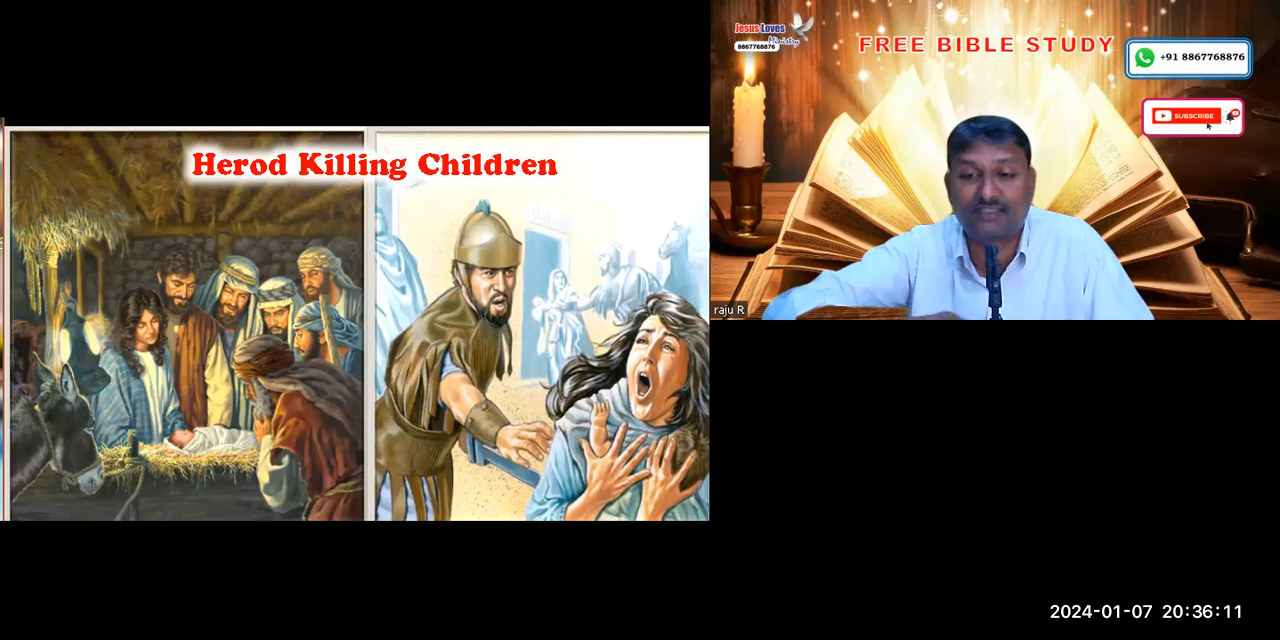 Herod Killing Children
Jesus Loves
Ministry
8867768876
FREE BIBLE STUDY
+91 8867768876
SUBSCRIBE
raju R
2024-01-07 20:36:11